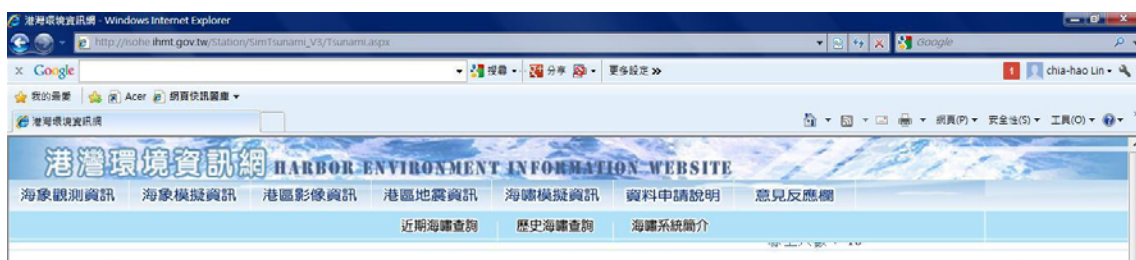 港灣環境資訊網 - Windows Internet Explorer
http://isohe.ihmt.gov.tw/Station/SimTsunami_V3/Tsunami.aspx
Google
x Google 搜尋 分享 更多設定 » 1 chia-hao Lin
我的最愛 Acer 網頁快訊圖庫
港灣環境資訊網 網頁(P) 安全性(S) 工具(O)
港灣環境資訊網 HARBOR ENVIRONMENT INFORMATION WEBSITE
海象觀測資訊 海象模擬資訊 港區影像資訊 港區地震資訊 海嘯模擬資訊 資料申請說明 意見反應欄
近期海嘯查詢 歷史海嘯查詢 海嘯系統簡介